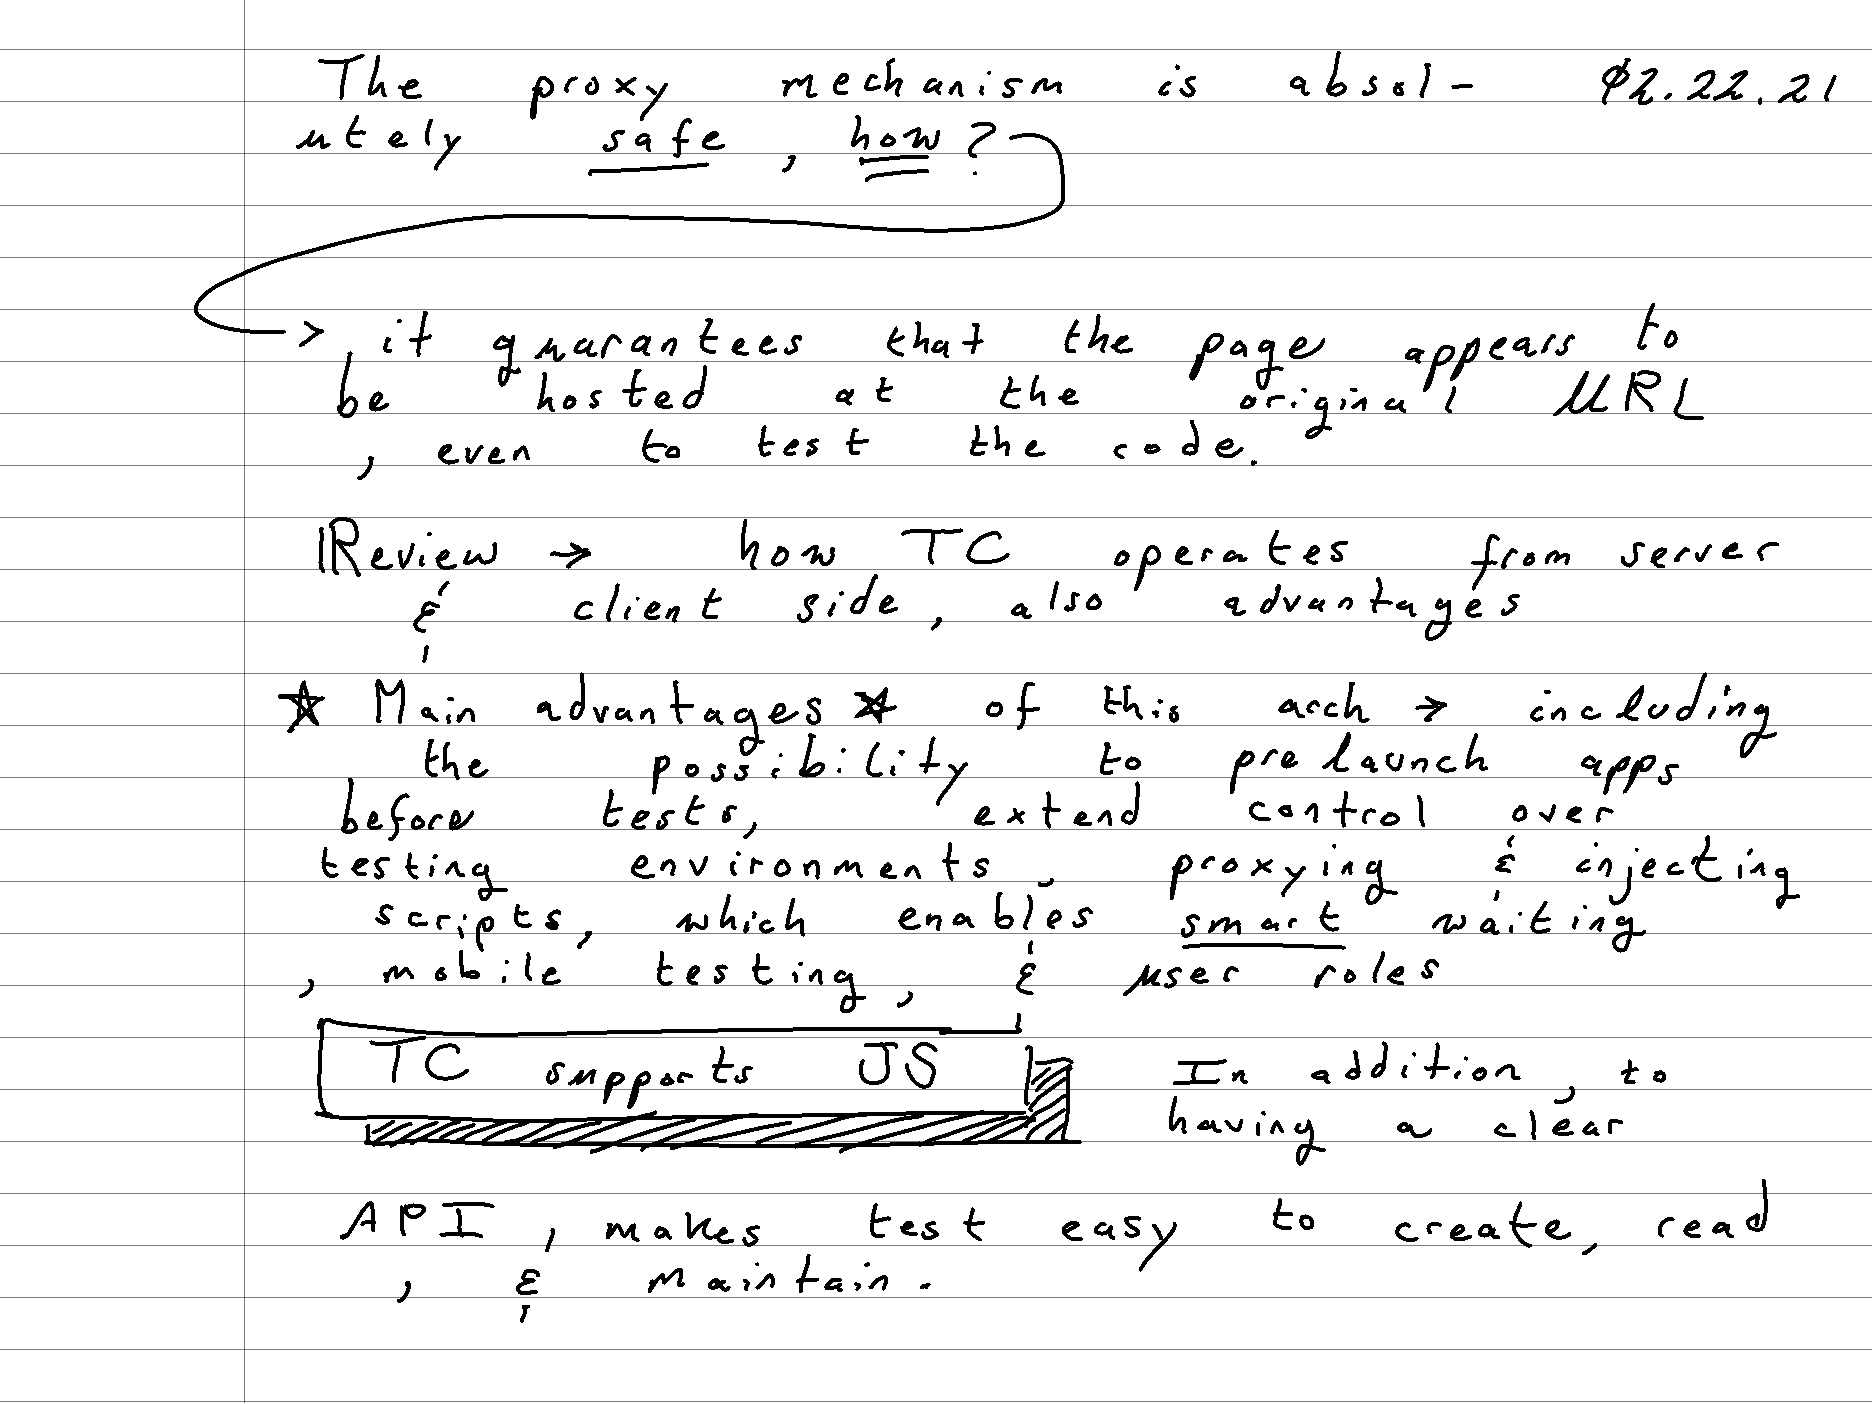 The proxy mechanism is absol- 02.22.21
utely safe, how?
> it guarantees that the page appears to
be hosted at the original URL
, even to test the code.
Review → how TC operates from server
& client side, also advantages
☆ Main advantages ☆ of this arch → including
the possibility to prelaunch apps
before tests, extend control over
testing environments, proxying & injecting
scripts, which enables smart waiting
, mobile testing, & user roles
TC supports JS In addition, to
having a clear
API, makes test easy to create, read
, & maintain.